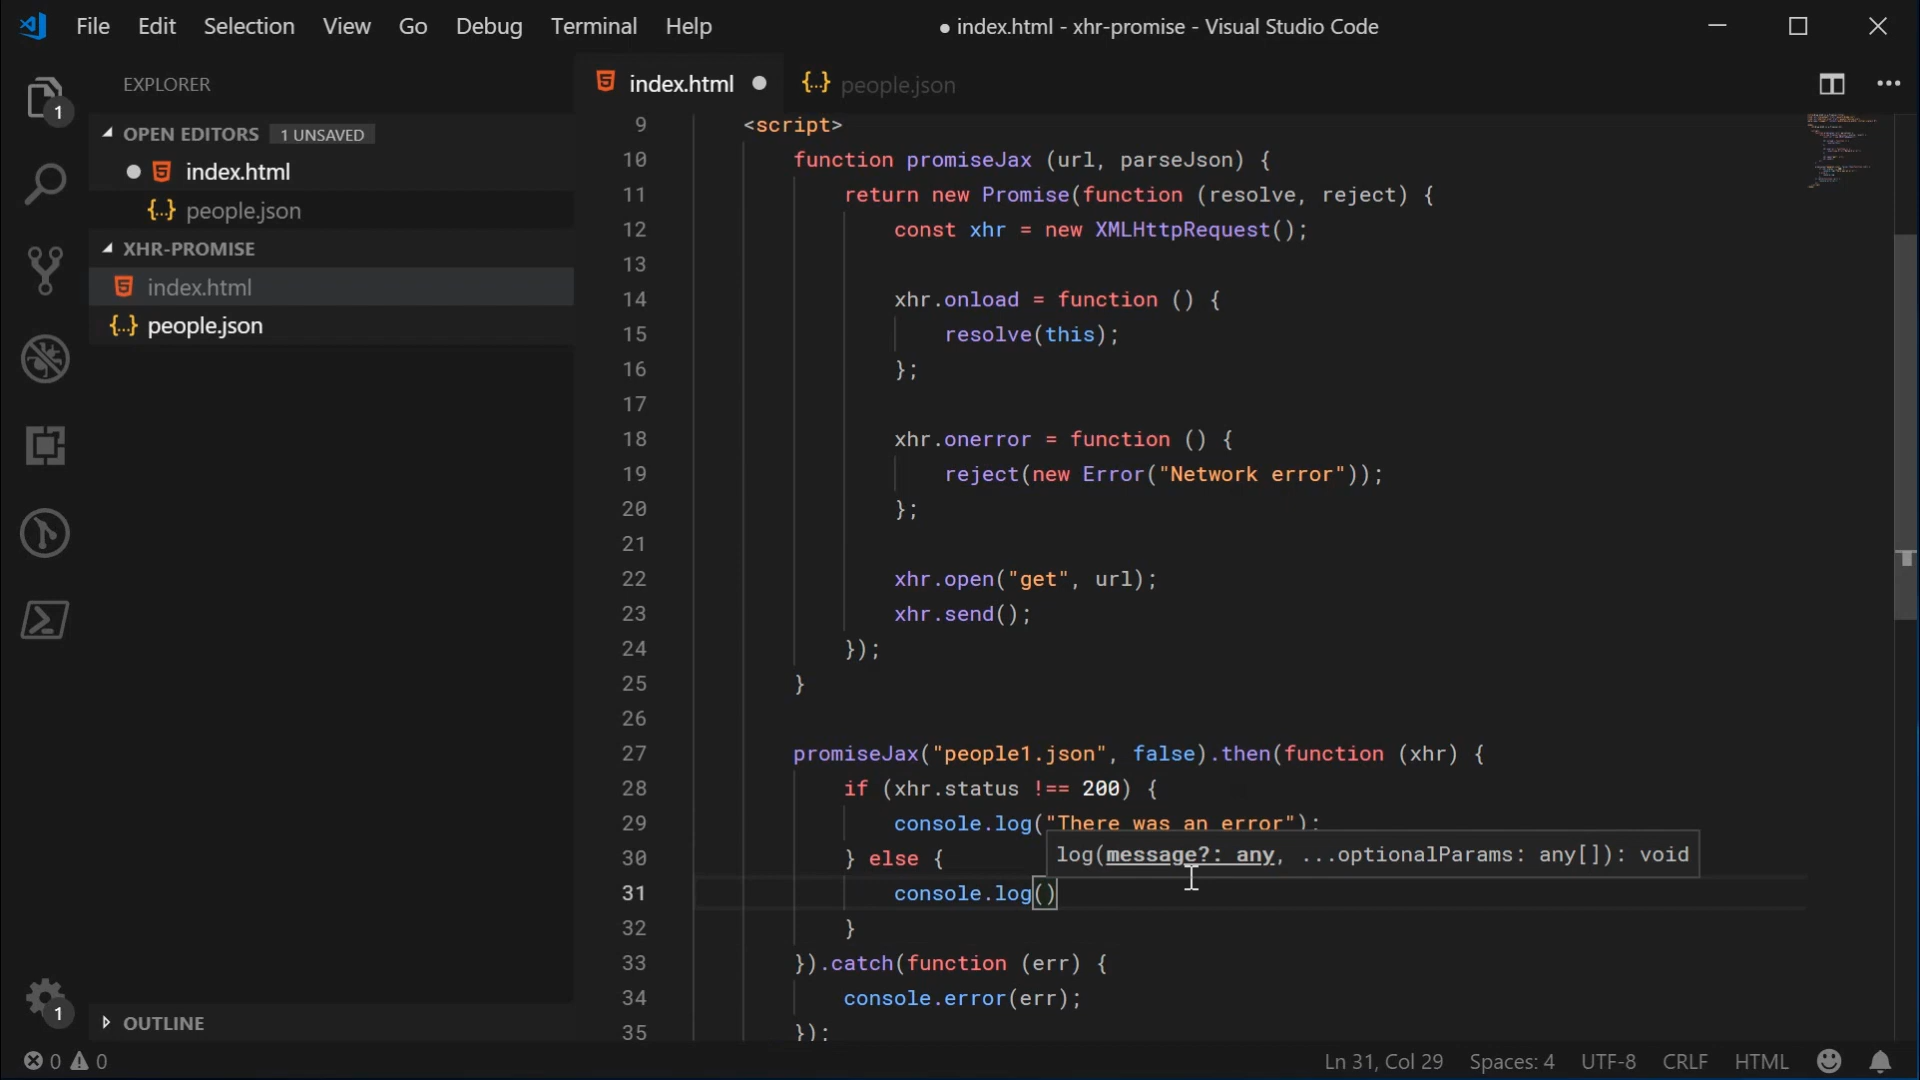 File Edit Selection View Go Debug Terminal Help
● index.html - xhr-promise - Visual Studio Code
EXPLORER
1
OPEN EDITORS 1 UNSAVED
index.html
{..} people.json
XHR-PROMISE
index.html
{..} people.json
OUTLINE
1
index.html
{..} people.json
9 <script>
10 function promiseJax (url, parseJson) {
11 return new Promise(function (resolve, reject) {
12 const xhr = new XMLHttpRequest();
13
14 xhr.onload = function () {
15 resolve(this);
16 };
17
18 xhr.onerror = function () {
19 reject(new Error("Network error"));
20 };
21
22 xhr.open("get", url);
23 xhr.send();
24 });
25 }
26
27 promiseJax("people1.json", false).then(function (xhr) {
28 if (xhr.status !== 200) {
29 console.log("There was an error");
30 } else {
log(message?: any, ...optionalParams: any[]): void
31 console.log()
32 }
33 }).catch(function (err) {
34 console.error(err);
35 });
0 0
Ln 31, Col 29 Spaces: 4 UTF-8 CRLF HTML